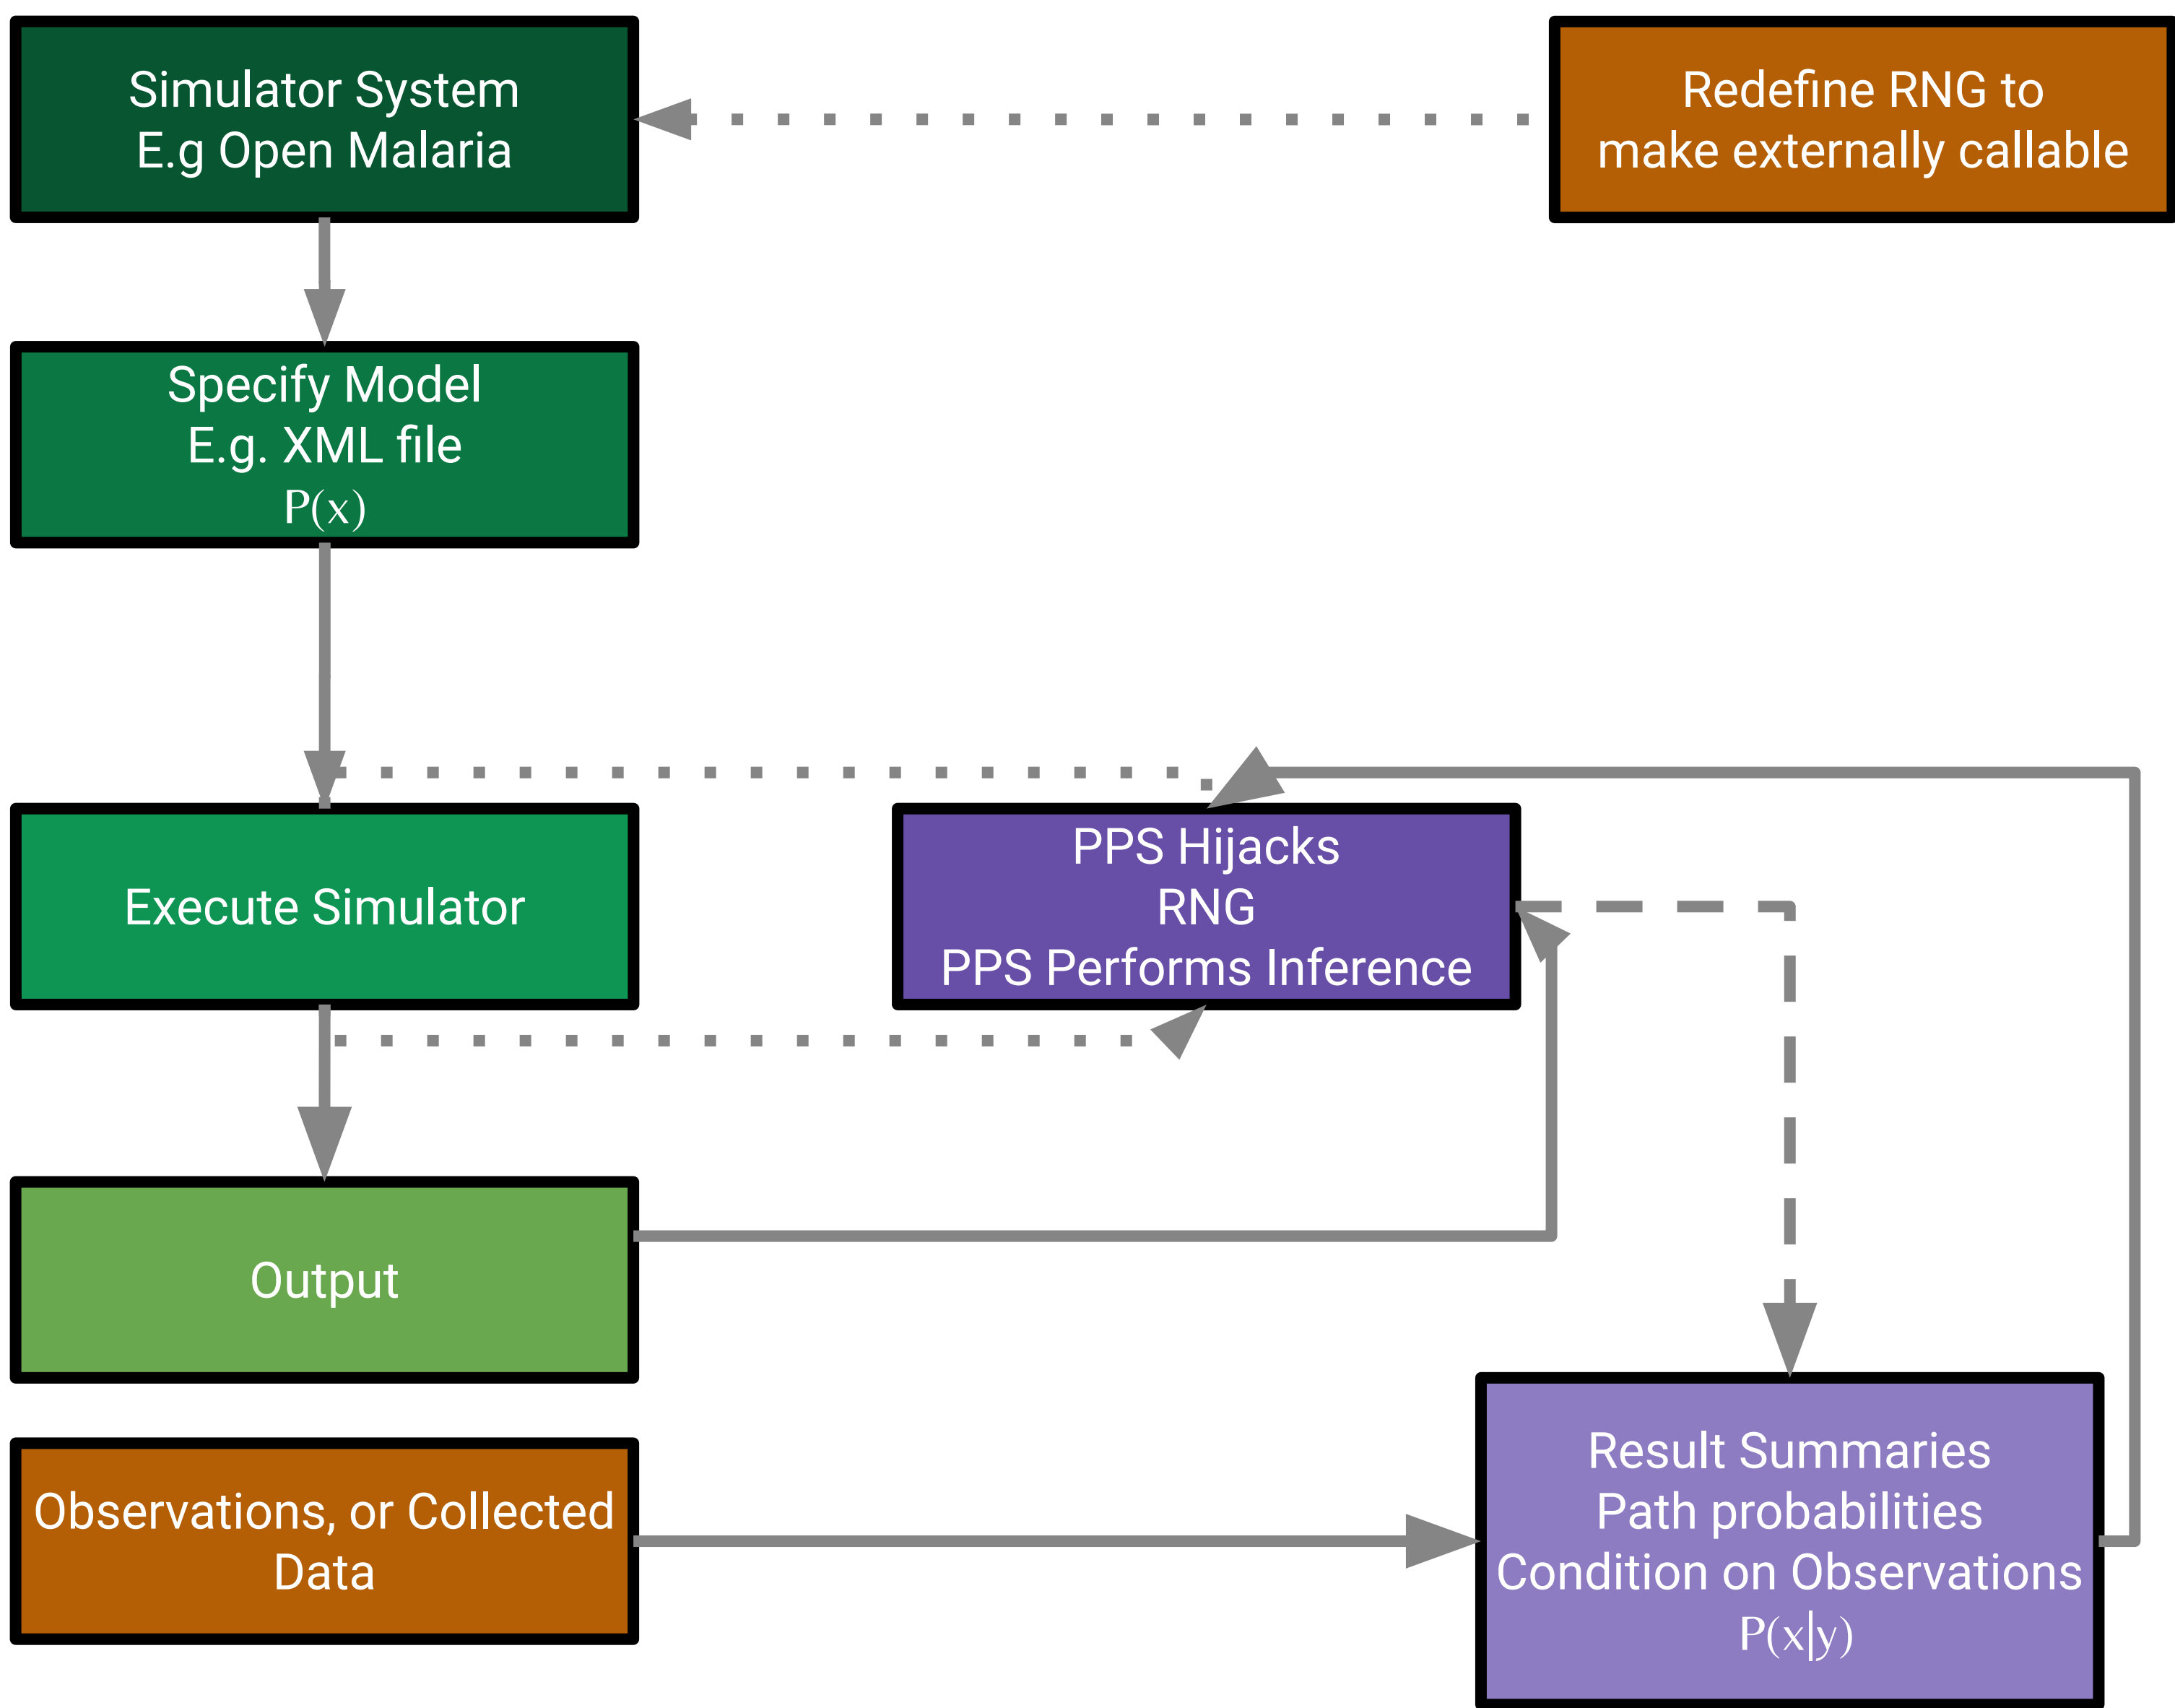 Simulator System
E.g Open Malaria
Redefine RNG to
make externally callable
Specify Model
E.g. XML file
P(x)
Execute Simulator
PPS Hijacks
RNG
PPS Performs Inference
Output
Observations, or Collected
Data
Result Summaries
Path probabilities
Condition on Observations
P(x|y)